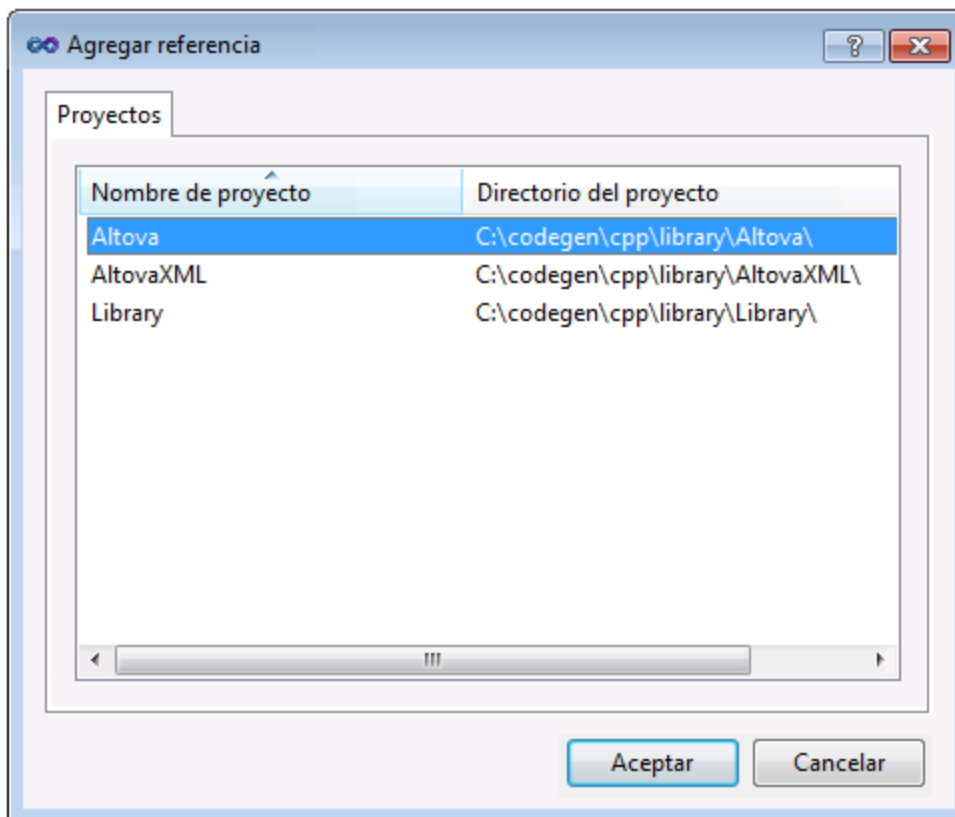 Agregar referencia
Proyectos
Nombre de proyecto Directorio del proyecto
Altova C:\codegen\cpp\library\Altova\
AltovaXML C:\codegen\cpp\library\AltovaXML\
Library C:\codegen\cpp\library\Library\
Aceptar Cancelar